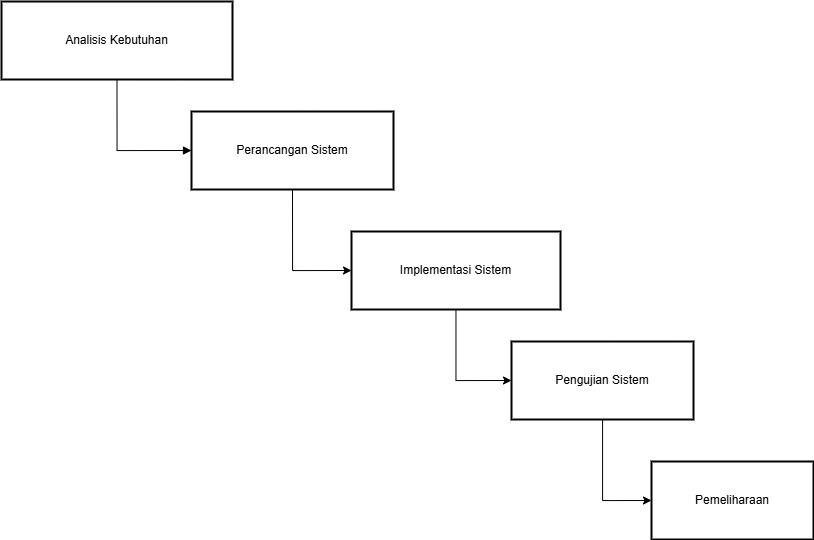 Analisis Kebutuhan
Perancangan Sistem
Implementasi Sistem
Pengujian Sistem
Pemeliharaan